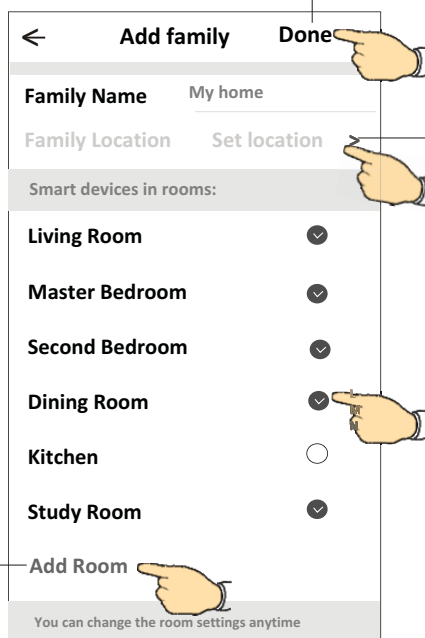 Add family Done
Family Name My home
Family Location Set location >
Smart devices in rooms:
Living Room
Master Bedroom
Second Bedroom
Dining Room
L
M
N
Kitchen
Study Room
Add Room
You can change the room settings anytime